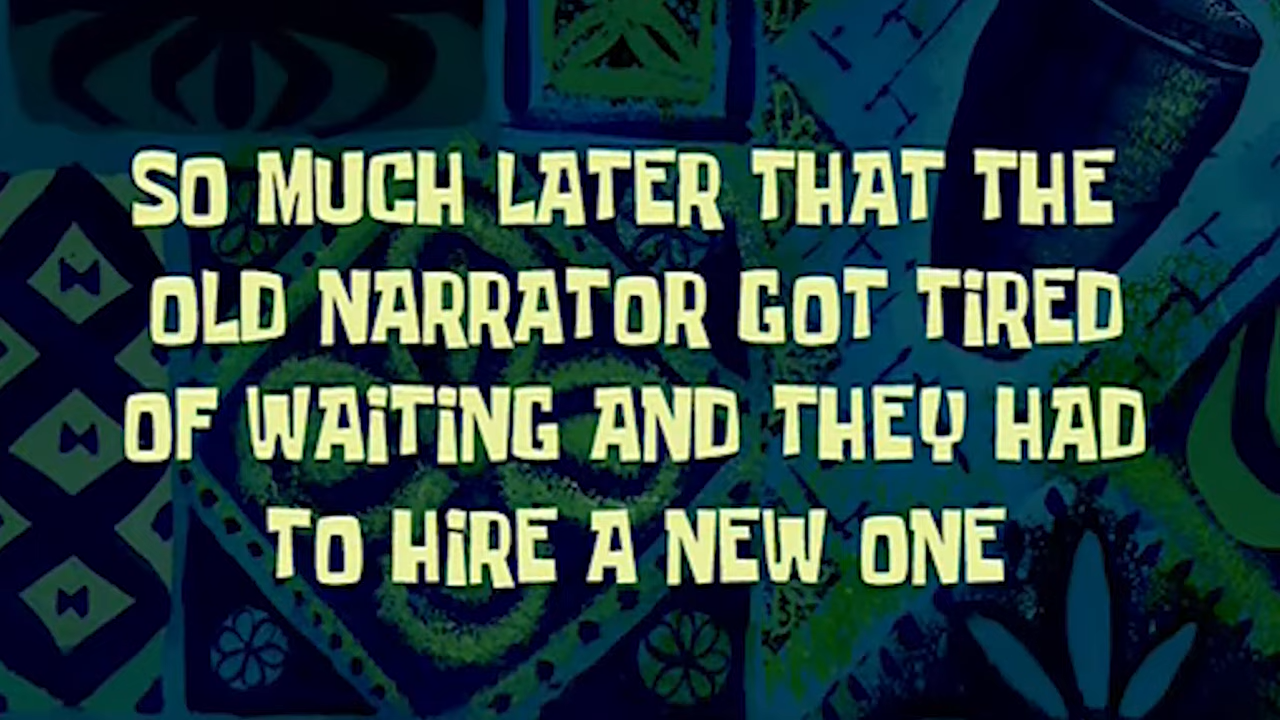 SO MUCH LATER THAT THE
OLD NARRATOR GOT TiRED
OF WAiTiNG AND THEY HAD
TO HiRE A NEW ONE